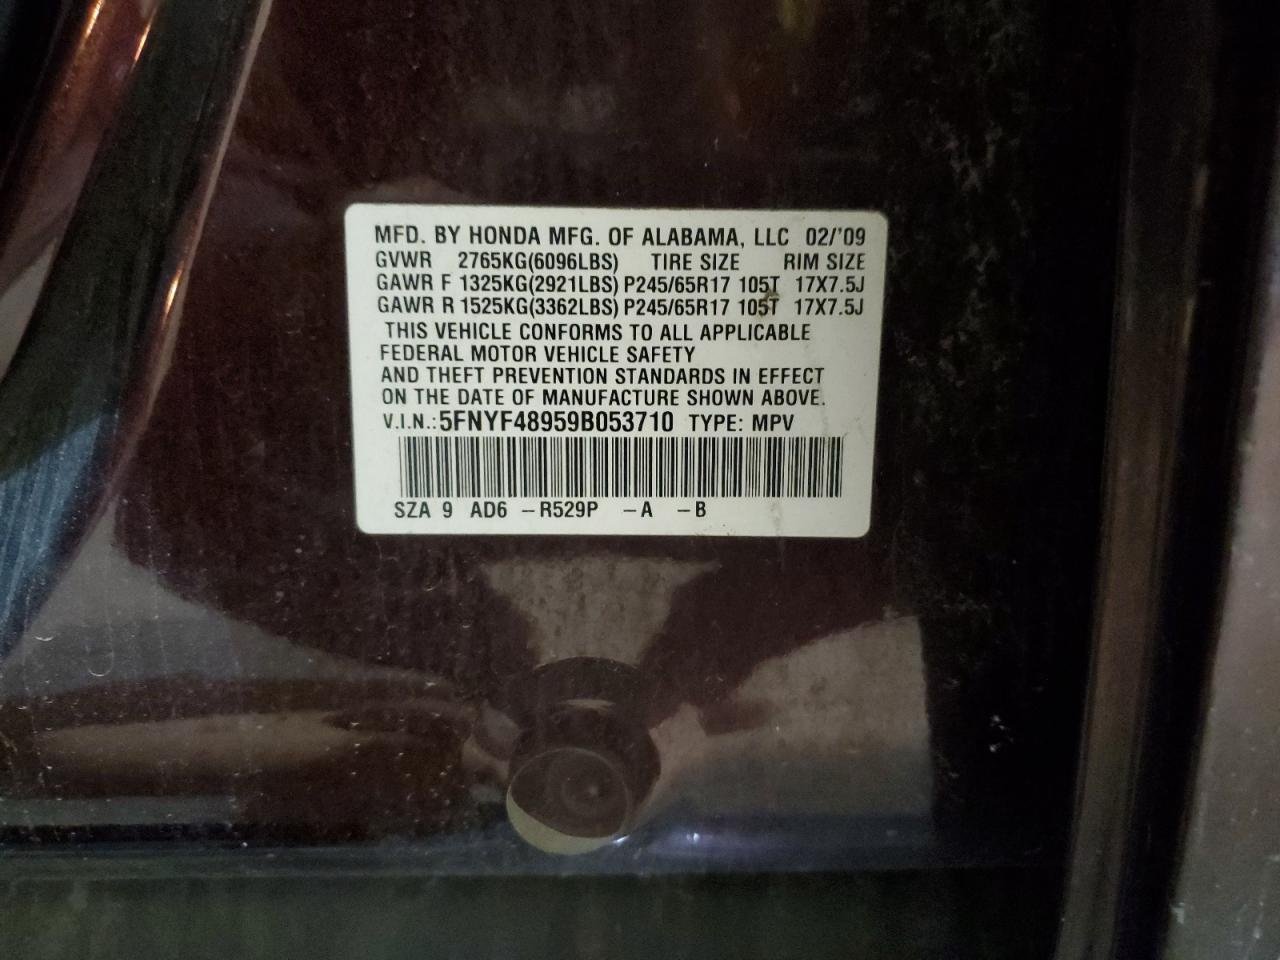 MFD. BY HONDA MFG. OF ALABAMA, LLC 02/'09
GVWR 2765KG(6096LBS) TIRE SIZE RIM SIZE
GAWR F 1325KG(2921LBS) P245/65R17 105T 17X7.5J
GAWR R 1525KG(3362LBS) P245/65R17 105T 17X7.5J
THIS VEHICLE CONFORMS TO ALL APPLICABLE
FEDERAL MOTOR VEHICLE SAFETY
AND THEFT PREVENTION STANDARDS IN EFFECT
ON THE DATE OF MANUFACTURE SHOWN ABOVE.
V.I.N.: 5FNYF48959B053710 TYPE: MPV
SZA 9 AD6 -R529P -A -B